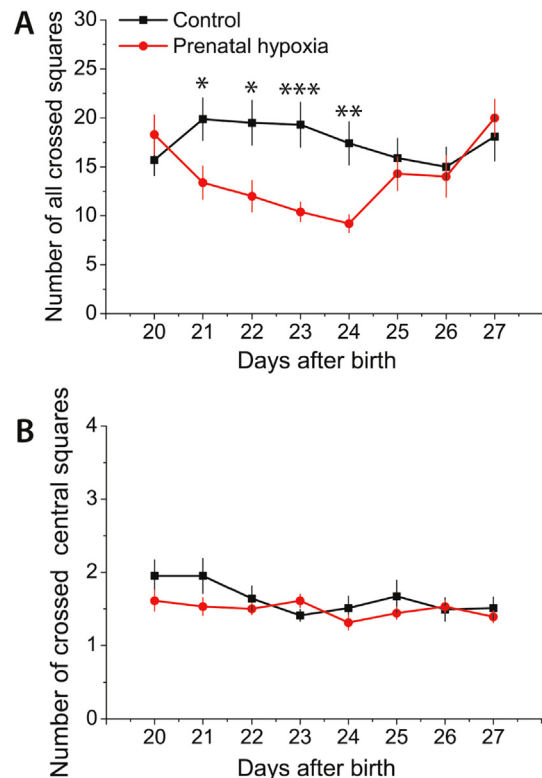 A
Control
Prenatal hypoxia
Number of all crossed squares
30
25
20
15
10
5
0
* * *** **
20 21 22 23 24 25 26 27
Days after birth
B
Number of crossed central squares
4
3
2
1
0
20 21 22 23 24 25 26 27
Days after birth